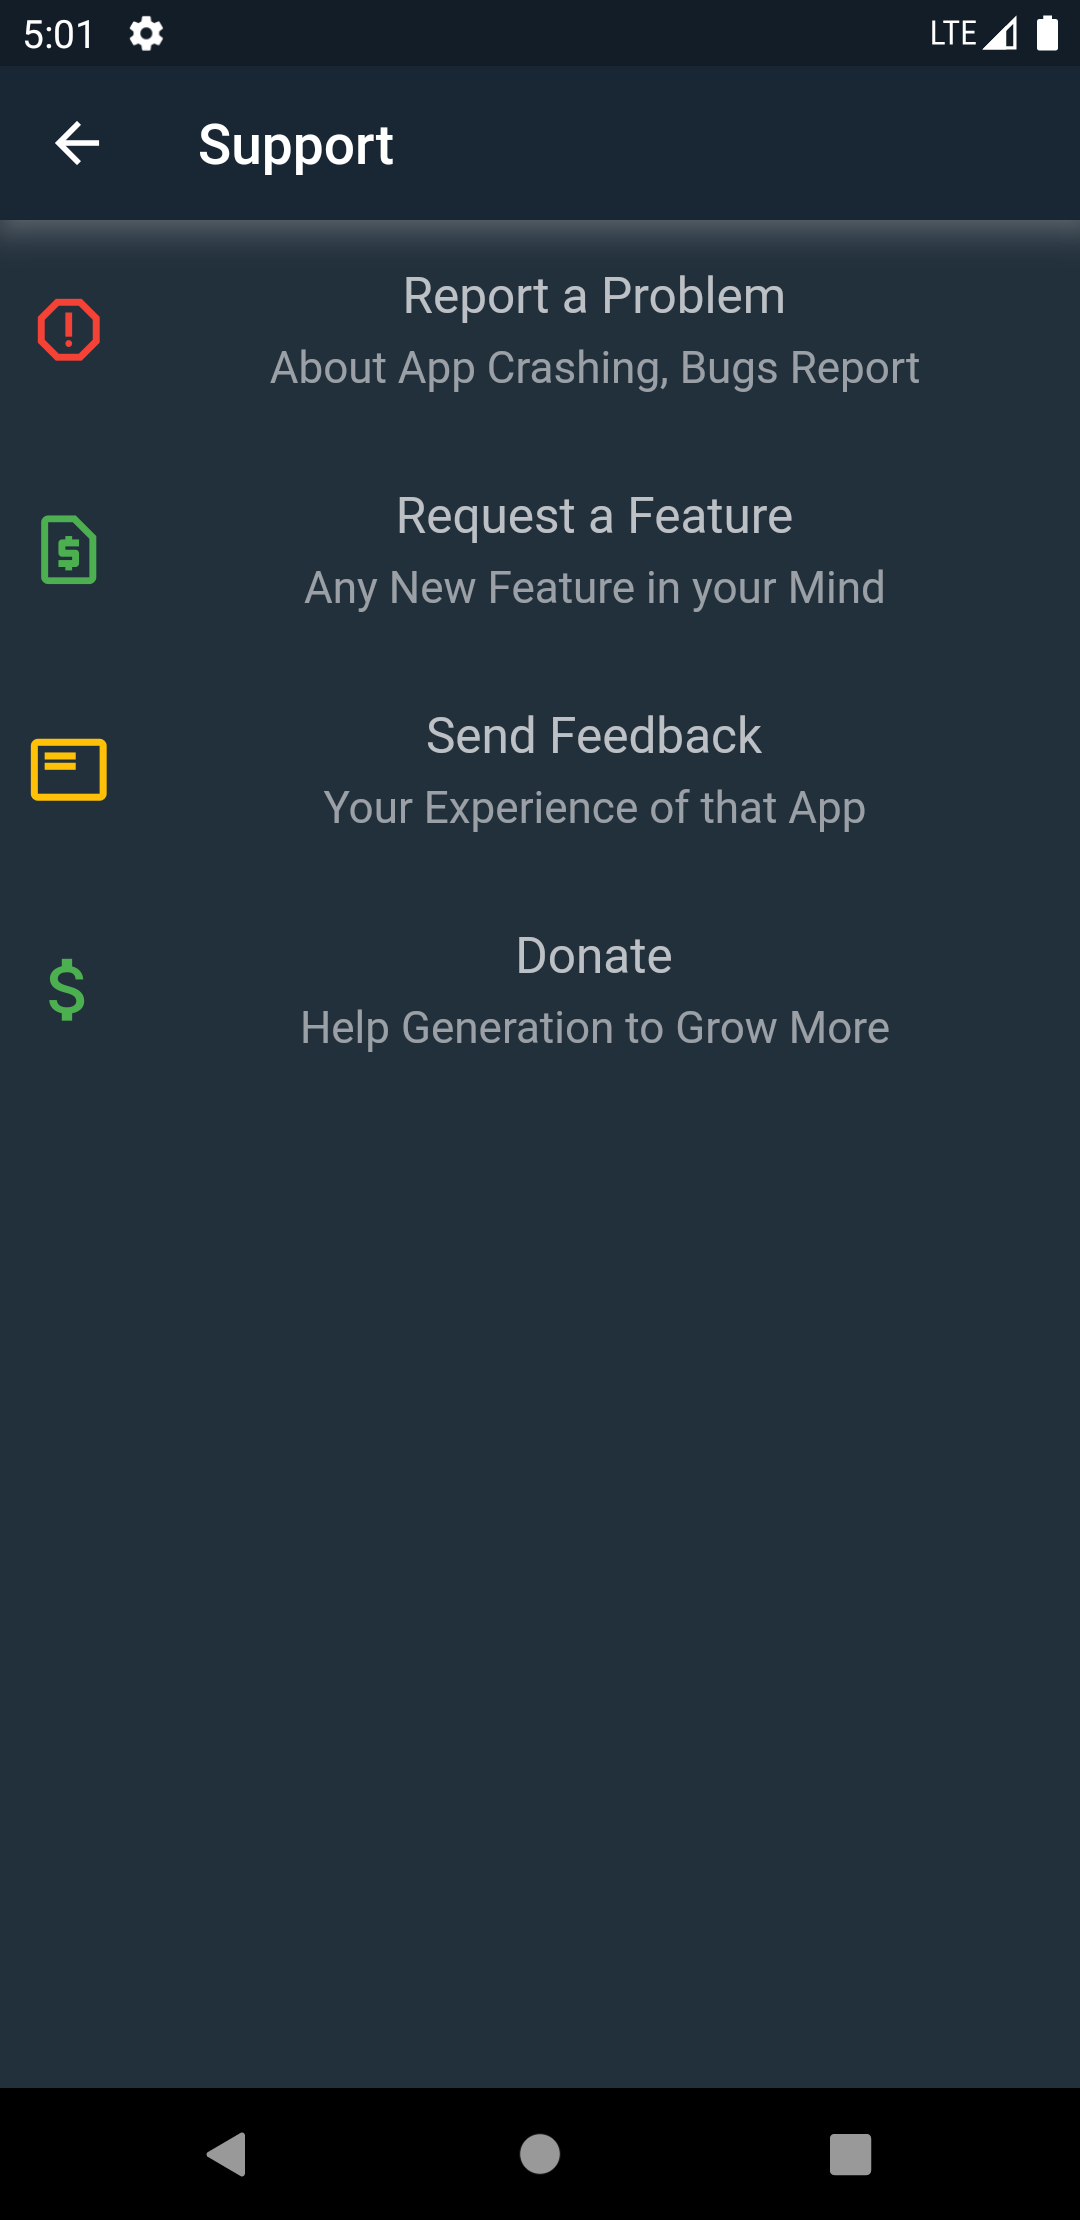 5:01
LTE
Support
Report a Problem
About App Crashing, Bugs Report
Request a Feature
Any New Feature in your Mind
Send Feedback
Your Experience of that App
Donate
Help Generation to Grow More